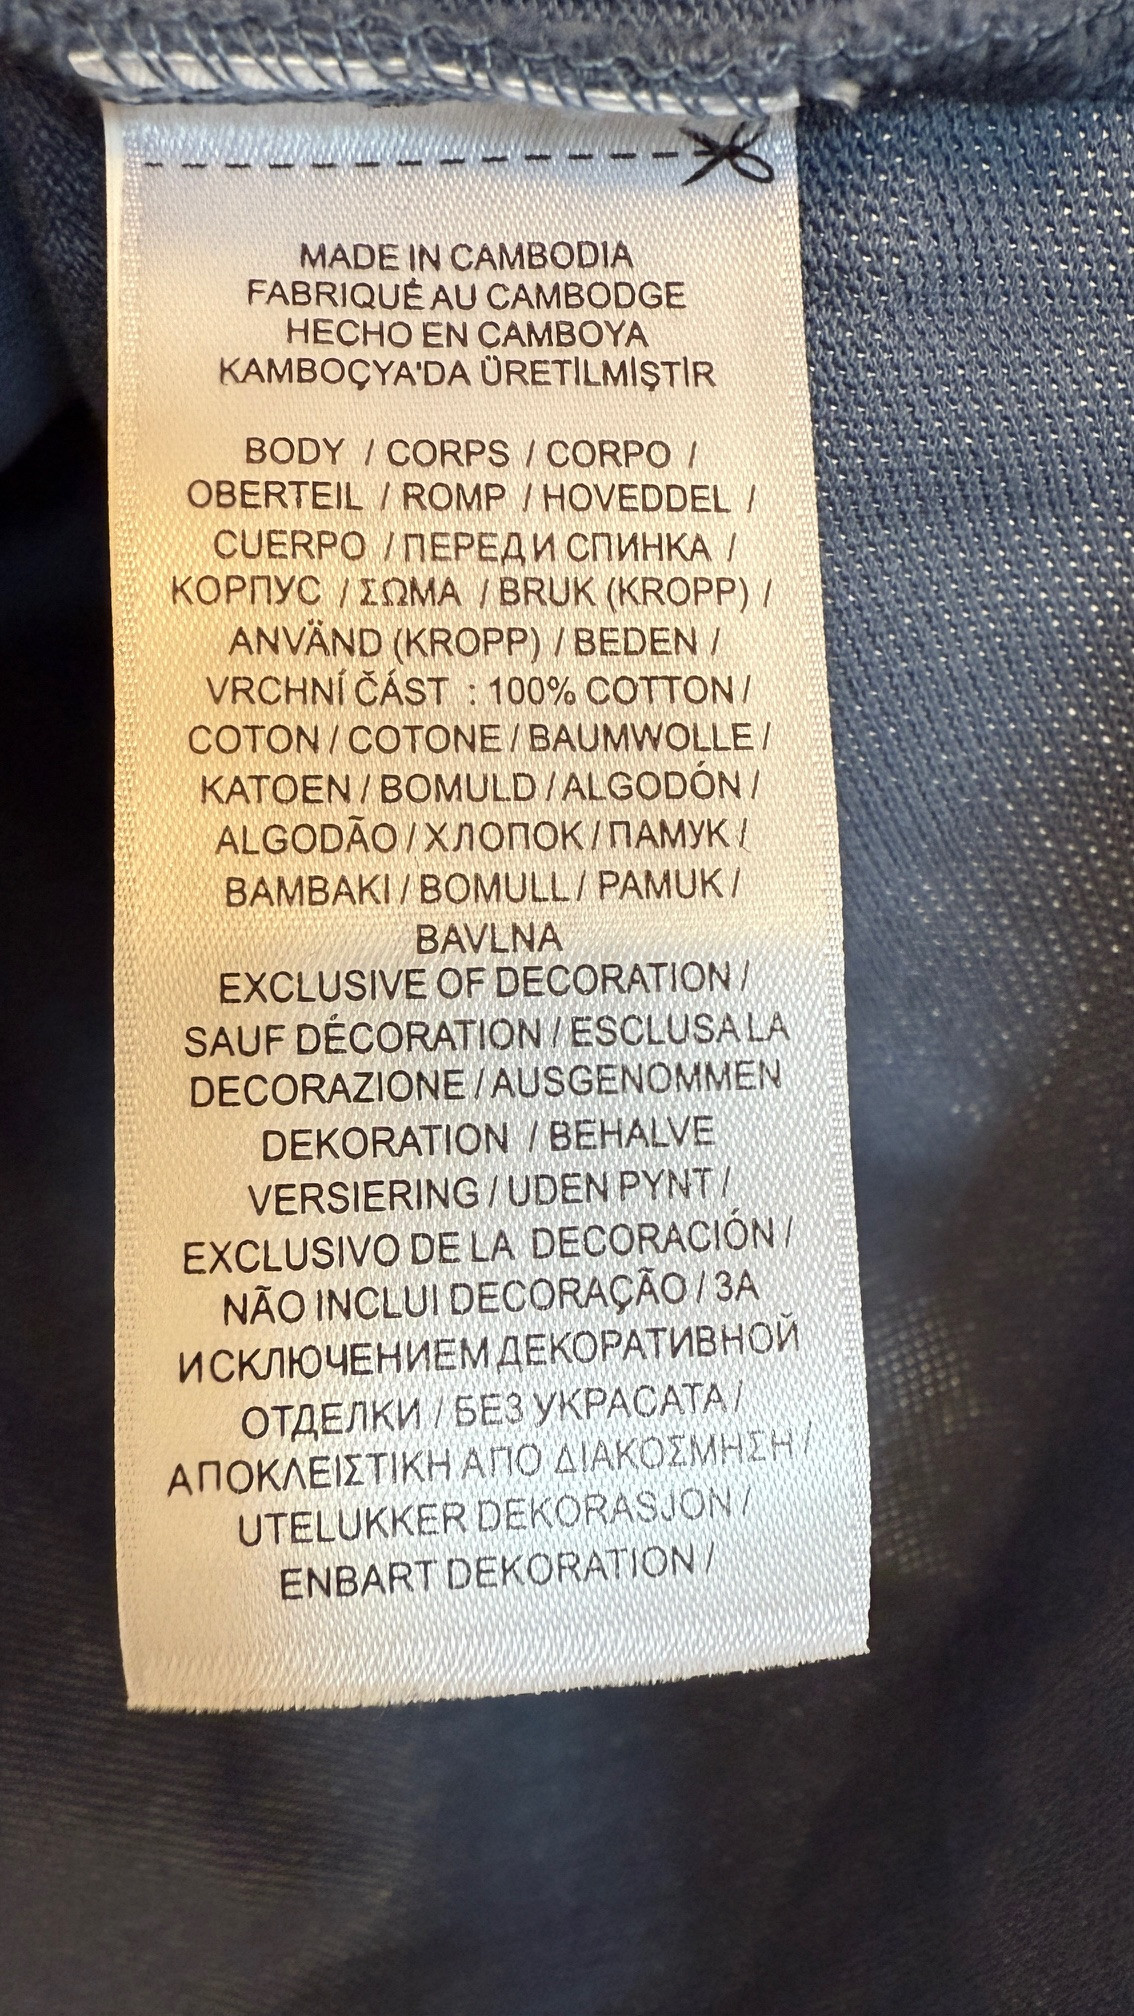 MADE IN CAMBODIA
FABRIQUÉ AU CAMBODGE
HECHO EN CAMBOYA
KAMBOÇYA'DA ÜRETİLMİŞTİR
BODY / CORPS / CORPO /
OBERTEIL / ROMP / HOVEDDEL /
CUERPO / ПЕРЕД И СПИНКА /
КОРПУС / ΣΩΜΑ / BRUK (KROPP) /
ANVÄND (KROPP) / BEDEN /
VRCHNÍ ČÁST : 100% COTTON /
COTON / COTONE / BAUMWOLLE /
KATOEN / BOMULD / ALGODÓN /
ALGODÃO / ХЛОПОК / ПАМУК /
BAMBAKI / BOMULL / PAMUK /
BAVLNA
EXCLUSIVE OF DECORATION /
SAUF DÉCORATION / ESCLUSA LA
DECORAZIONE / AUSGENOMMEN
DEKORATION / BEHALVE
VERSIERING / UDEN PYNT /
EXCLUSIVO DE LA DECORACIÓN /
NÃO INCLUI DECORAÇÃO / ЗА
ИСКЛЮЧЕНИЕМ ДЕКОРАТИВНОЙ
ОТДЕЛКИ / БЕЗ УКРАСАТА /
ΑΠΟΚΛΕΙΣΤΙΚΗ ΑΠΟ ΔΙΑΚΟΣΜΗΣΗ /
UTELUKKER DEKORASJON /
ENBART DEKORATION /